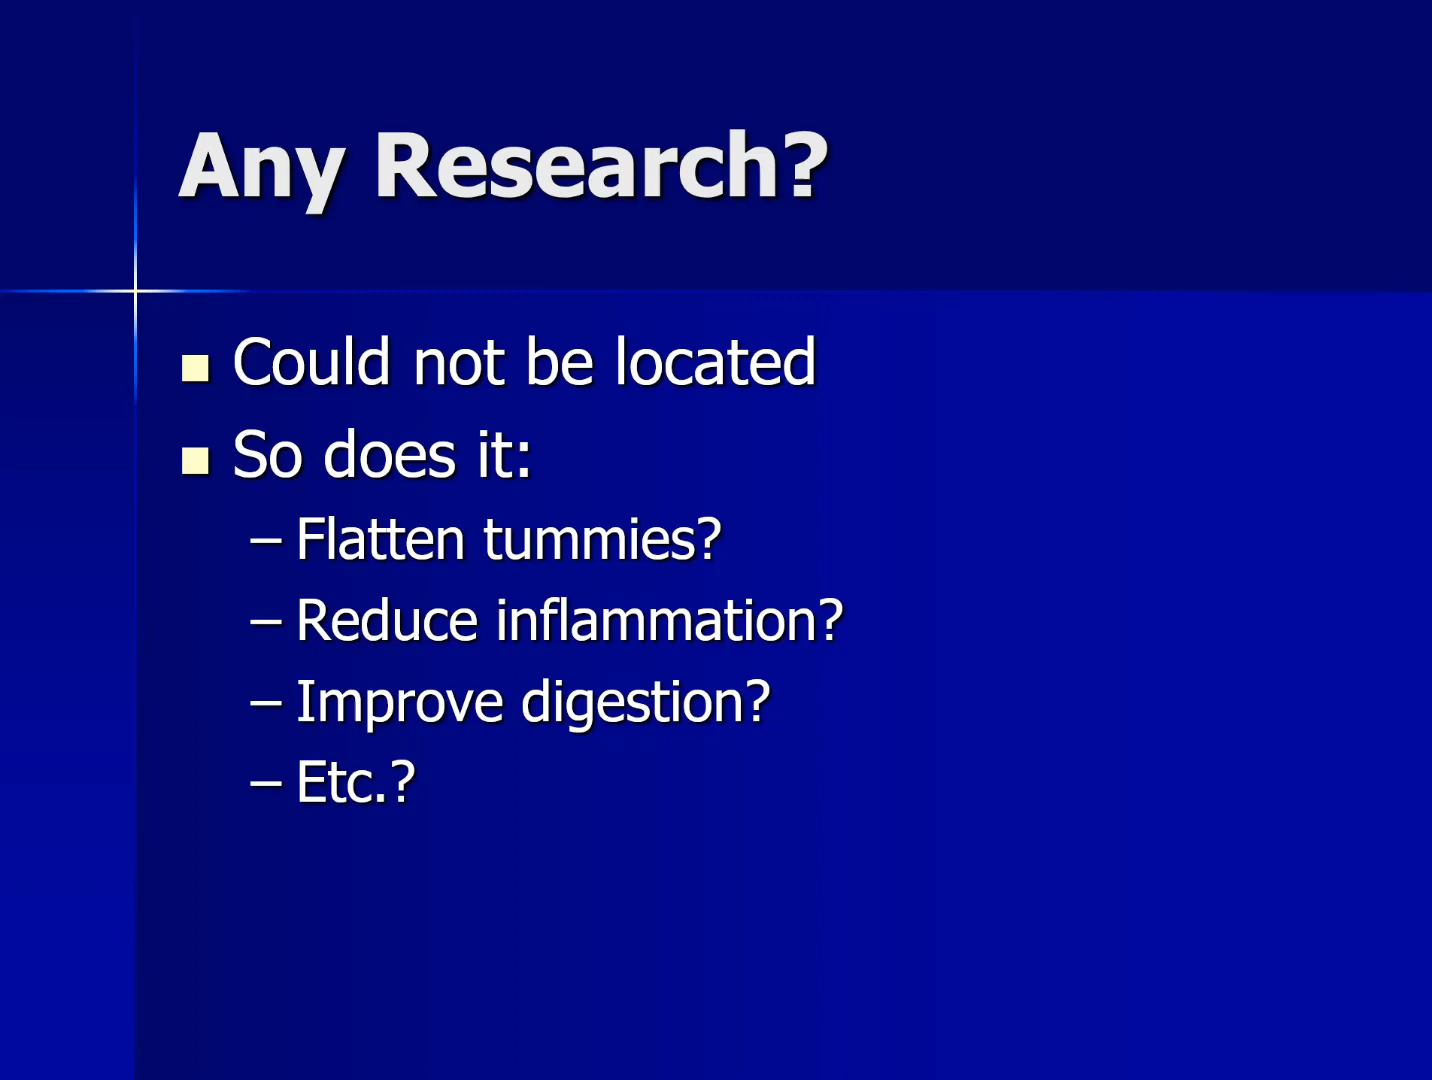 Any Research?
Could not be located
So does it:
– Flatten tummies?
– Reduce inflammation?
– Improve digestion?
– Etc.?